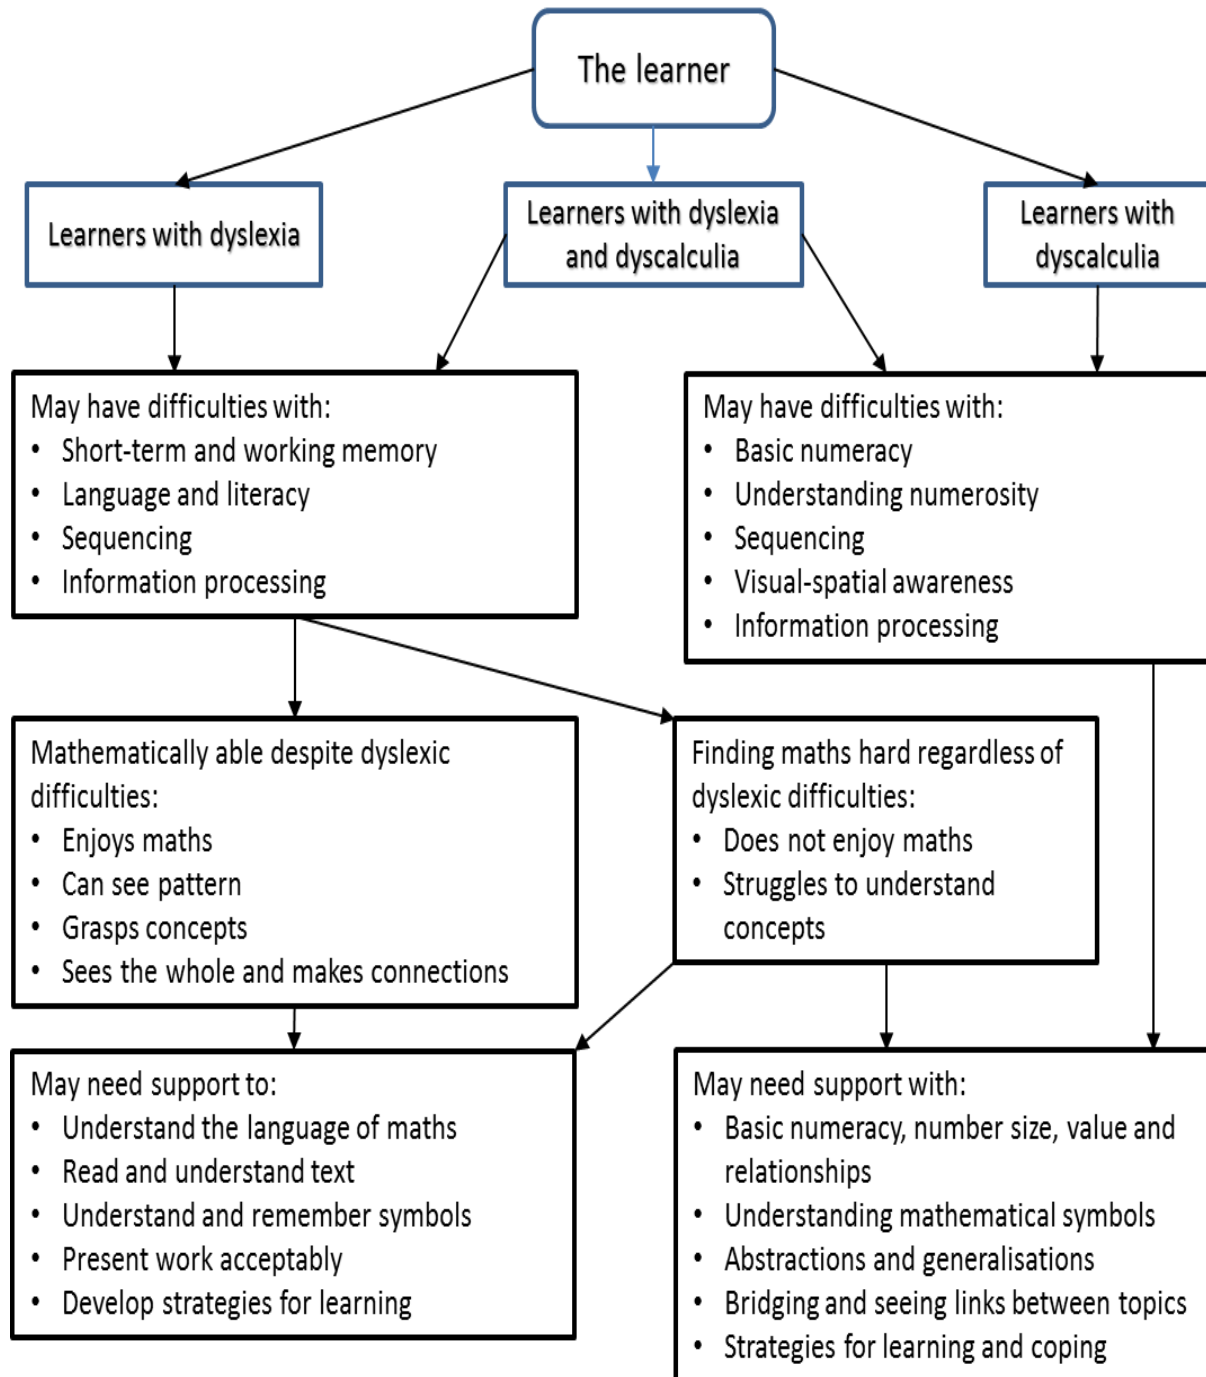 The learner
Learners with dyslexia
Learners with dyslexia
and dyscalculia
Learners with
dyscalculia
May have difficulties with:
• Short-term and working memory
• Language and literacy
• Sequencing
• Information processing
May have difficulties with:
• Basic numeracy
• Understanding numerosity
• Sequencing
• Visual-spatial awareness
• Information processing
Mathematically able despite dyslexic
difficulties:
• Enjoys maths
• Can see pattern
• Grasps concepts
• Sees the whole and makes connections
Finding maths hard regardless of
dyslexic difficulties:
• Does not enjoy maths
• Struggles to understand
concepts
May need support to:
• Understand the language of maths
• Read and understand text
• Understand and remember symbols
• Present work acceptably
• Develop strategies for learning
May need support with:
• Basic numeracy, number size, value and
relationships
• Understanding mathematical symbols
• Abstractions and generalisations
• Bridging and seeing links between topics
• Strategies for learning and coping